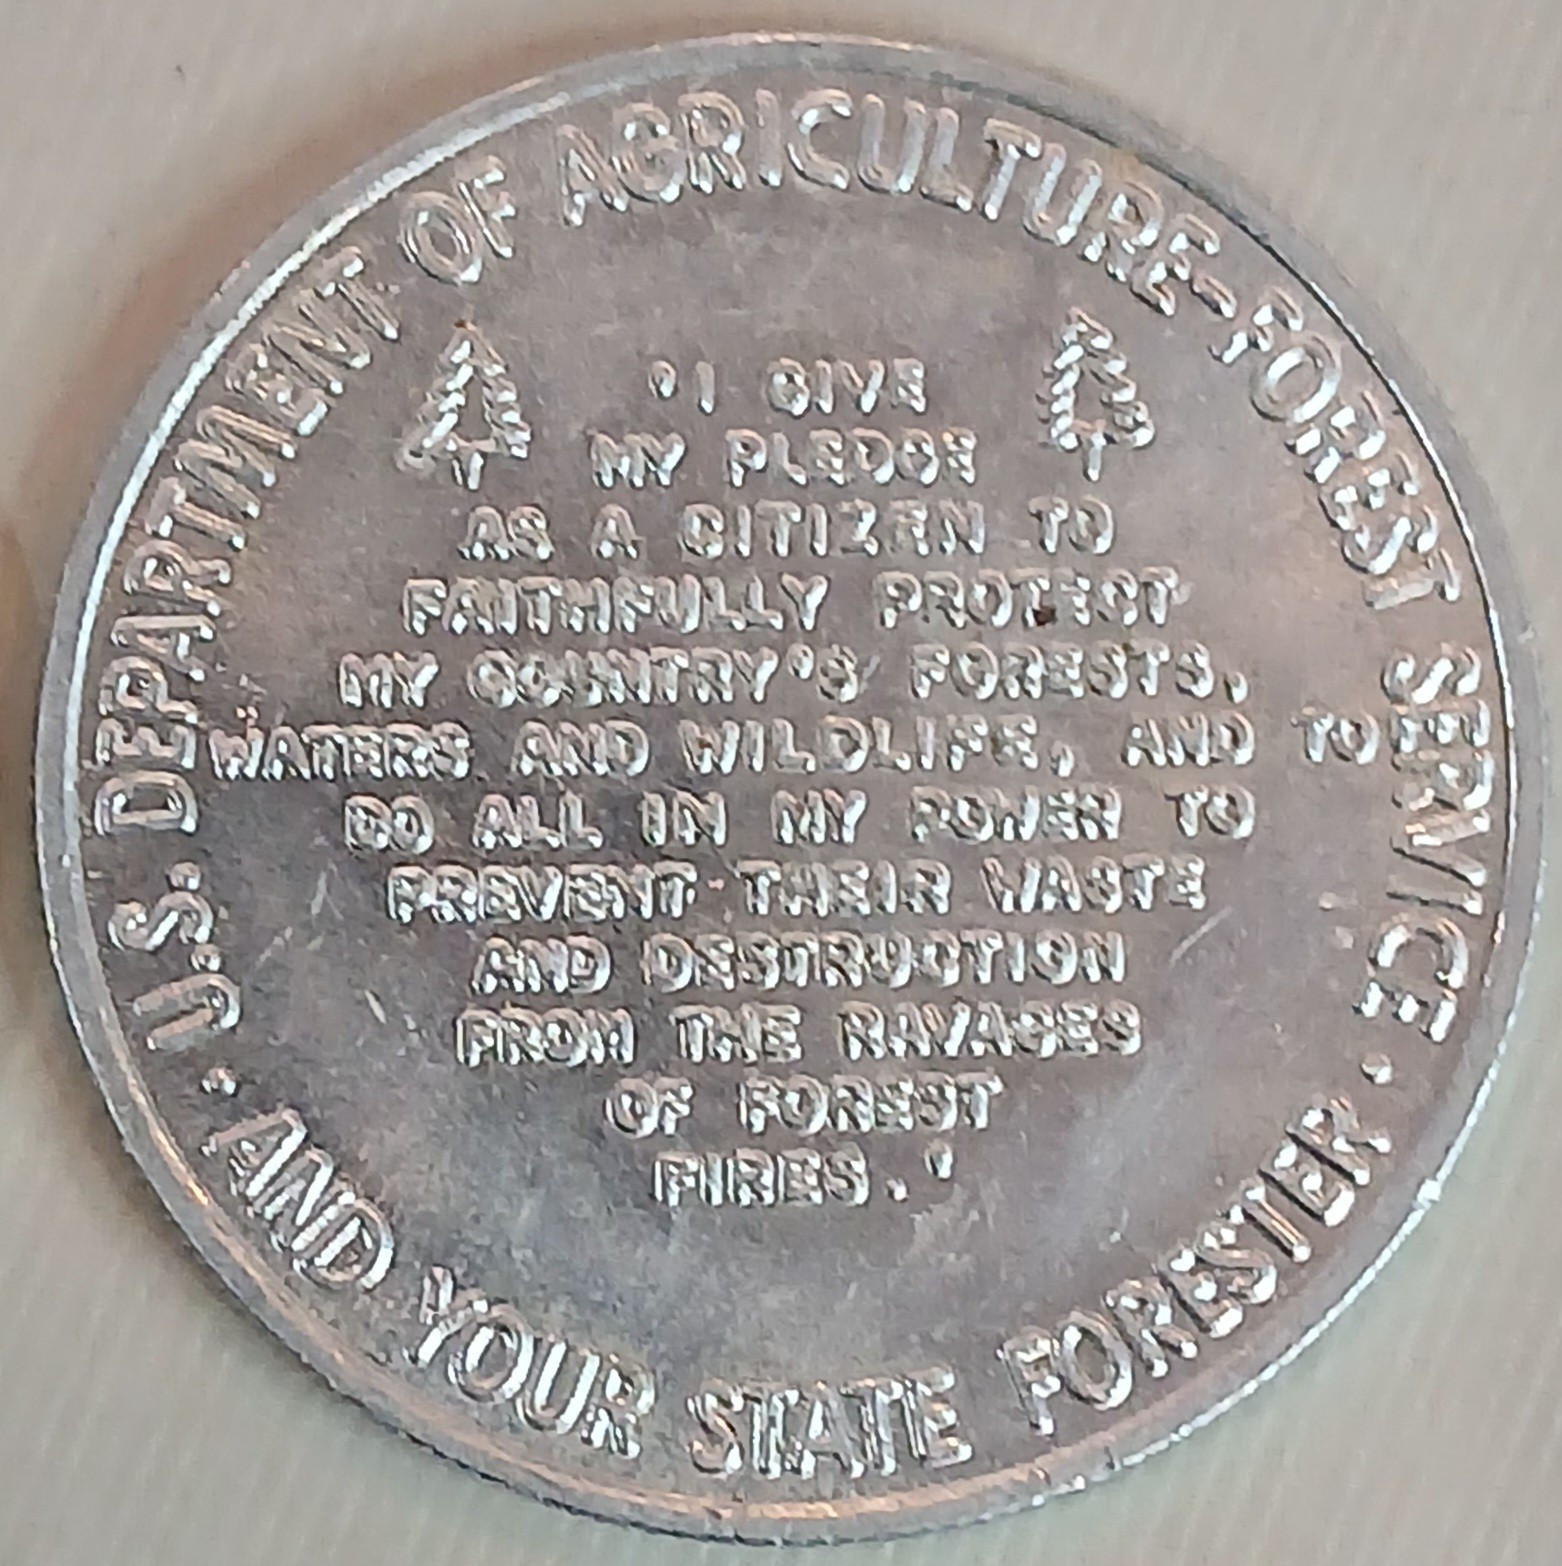 U.S. DEPARTMENT OF AGRICULTURE-FOREST SERVICE
'I GIVE
MY PLEDGE
AS A CITIZEN TO
FAITHFULLY PROTECT
MY COUNTRY'S FORESTS,
WATERS AND WILDLIFE, AND TO
DO ALL IN MY POWER TO
PREVENT THEIR WASTE
AND DESTRUCTION
FROM THE RAVAGES
OF FOREST
FIRES.'
· AND YOUR STATE FORESTER ·